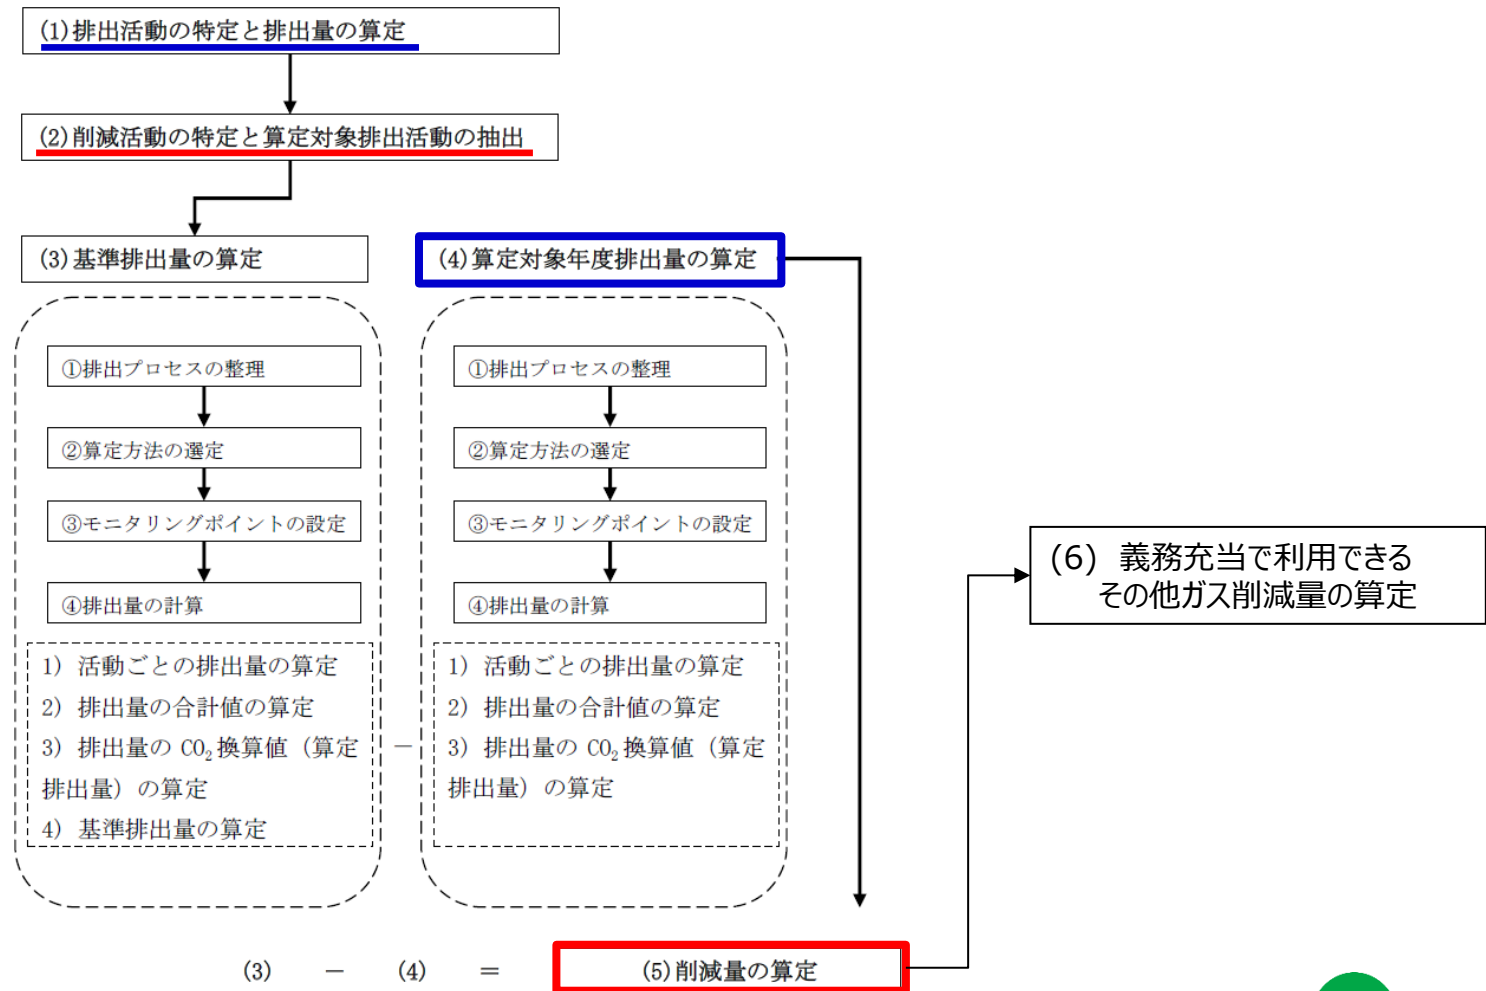 (1)排出活動の特定と排出量の算定
(2)削減活動の特定と算定対象排出活動の抽出
(3)基準排出量の算定
①排出プロセスの整理
②算定方法の選定
③モニタリングポイントの設定
④排出量の計算
1) 活動ごとの排出量の算定
2) 排出量の合計値の算定
3) 排出量の CO₂換算値（算定
排出量）の算定
4) 基準排出量の算定
－
(4)算定対象年度排出量の算定
①排出プロセスの整理
②算定方法の選定
③モニタリングポイントの設定
④排出量の計算
1) 活動ごとの排出量の算定
2) 排出量の合計値の算定
3) 排出量の CO₂換算値（算定
排出量）の算定
(3) － (4) ＝ (5)削減量の算定
(6) 義務充当で利用できる
その他ガス削減量の算定